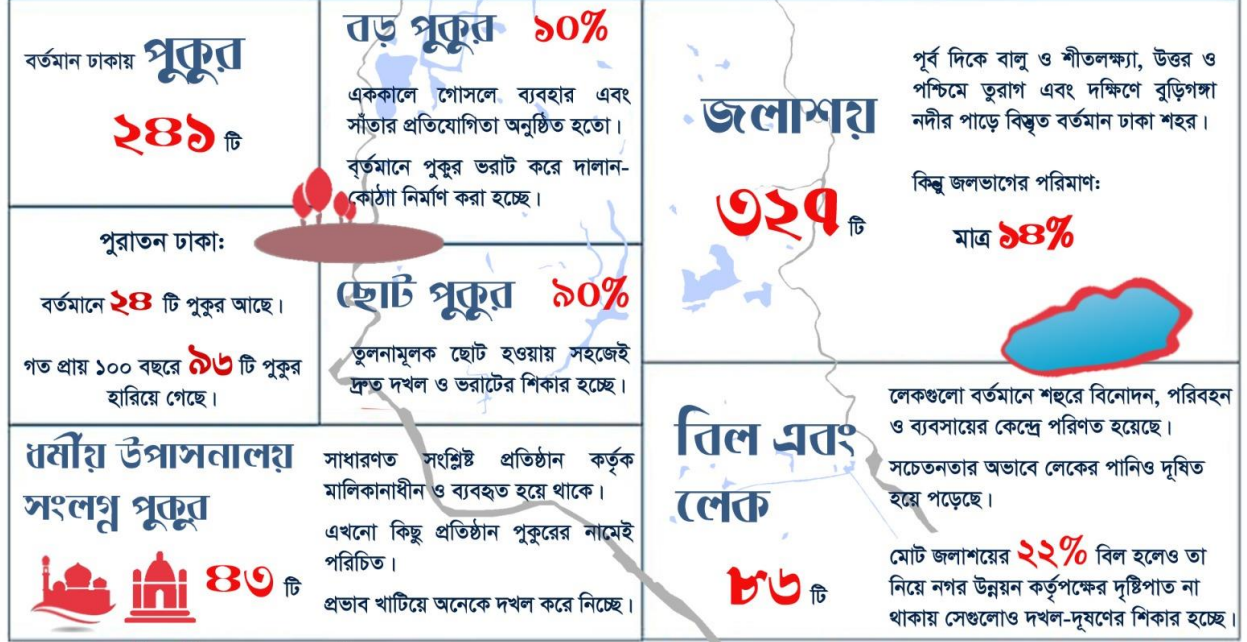 বর্তমান ঢাকায় পুকুর
২৪১ টি
বড় পুকুর ১০%
এককালে গোসলে ব্যবহার এবং
সাঁতার প্রতিযোগিতা অনুষ্ঠিত হতো।
বর্তমানে পুকুর ভরাট করে দালান-
কোঠা নির্মাণ করা হচ্ছে।
পুরাতন ঢাকা:
বর্তমানে ২৪ টি পুকুর আছে।
গত প্রায় ১০০ বছরে ৯৬ টি পুকুর
হারিয়ে গেছে।
ছোট পুকুর ৯০%
তুলনামূলক ছোট হওয়ায় সহজেই
দ্রুত দখল ও ভরাটের শিকার হচ্ছে।
ধর্মীয় উপাসনালয়
সংলগ্ন পুকুর
৪৩ টি
সাধারণত সংশ্লিষ্ট প্রতিষ্ঠান কর্তৃক
মালিকানাধীন ও ব্যবহৃত হয়ে থাকে।
এখনো কিছু প্রতিষ্ঠান পুকুরের নামেই
পরিচিত।
প্রভাব খাটিয়ে অনেকে দখল করে নিচ্ছে।
জলাশয়
৩২৭ টি
পূর্ব দিকে বালু ও শীতলক্ষ্যা, উত্তর ও
পশ্চিমে তুরাগ এবং দক্ষিণে বুড়িগঙ্গা
নদীর পাড়ে বিস্তৃত বর্তমান ঢাকা শহর।
কিন্তু জলভাগের পরিমাণ:
মাত্র ১৪%
বিল এবং
লেক
৮৬ টি
লেকগুলো বর্তমানে শহুরে বিনোদন, পরিবহন
ও ব্যবসায়ের কেন্দ্রে পরিণত হয়েছে।
সচেতনতার অভাবে লেকের পানিও দূষিত
হয়ে পড়েছে।
মোট জলাশয়ের ২২% বিল হলেও তা
নিয়ে নগর উন্নয়ন কর্তৃপক্ষের দৃষ্টিপাত না
থাকায় সেগুলোও দখল-দূষণের শিকার হচ্ছে।